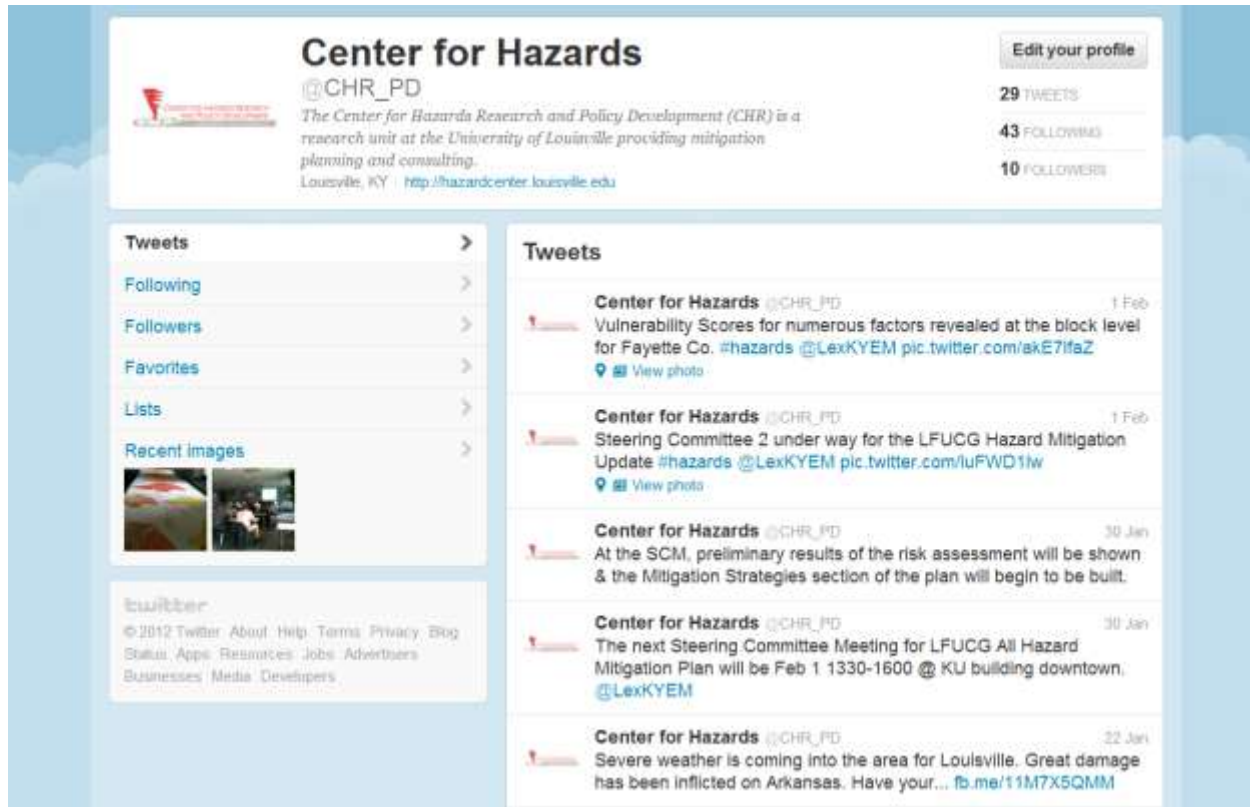 Center for Hazards
@CHR_PD
The Center for Hazards Research and Policy Development (CHR) is a
research unit at the University of Louisville providing mitigation
planning and consulting.
Louisville, KY http://hazardcenter.louisville.edu
Edit your profile
29 TWEETS
43 FOLLOWING
10 FOLLOWERS
Tweets
Following
Followers
Favorites
Lists
Recent images
twitter
© 2012 Twitter About Help Terms Privacy Blog
Status Apps Resources Jobs Advertisers
Businesses Media Developers
Tweets
Center for Hazards @CHR_PD 1 Feb
Vulnerability Scores for numerous factors revealed at the block level
for Fayette Co. #hazards @LexKYEM pic.twitter.com/akE7lfaZ
View photo
Center for Hazards @CHR_PD 1 Feb
Steering Committee 2 under way for the LFUCG Hazard Mitigation
Update #hazards @LexKYEM pic.twitter.com/luFWD1lw
View photo
Center for Hazards @CHR_PD 30 Jan
At the SCM, preliminary results of the risk assessment will be shown
& the Mitigation Strategies section of the plan will begin to be built.
Center for Hazards @CHR_PD 30 Jan
The next Steering Committee Meeting for LFUCG All Hazard
Mitigation Plan will be Feb 1 1330-1600 @ KU building downtown.
@LexKYEM
Center for Hazards @CHR_PD 22 Jan
Severe weather is coming into the area for Louisville. Great damage
has been inflicted on Arkansas. Have your... fb.me/11M7X5QMM